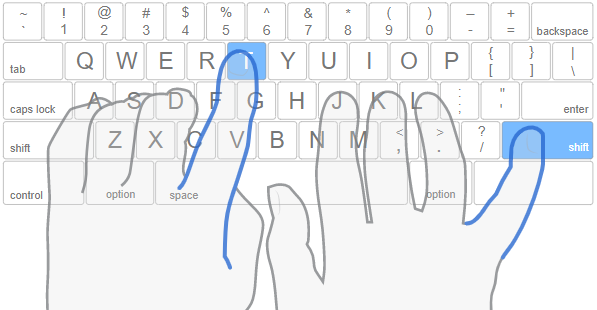 ~ ! @ # $ % ^ & * ( ) – +
` 1 2 3 4 5 6 7 8 9 0 - = backspace
tab Q W E R T Y U I O P { [ } ] | \
caps lock A S D F G H J K L : ; " ' enter
shift Z X C V B N M < , > . ? / shift
control option space option